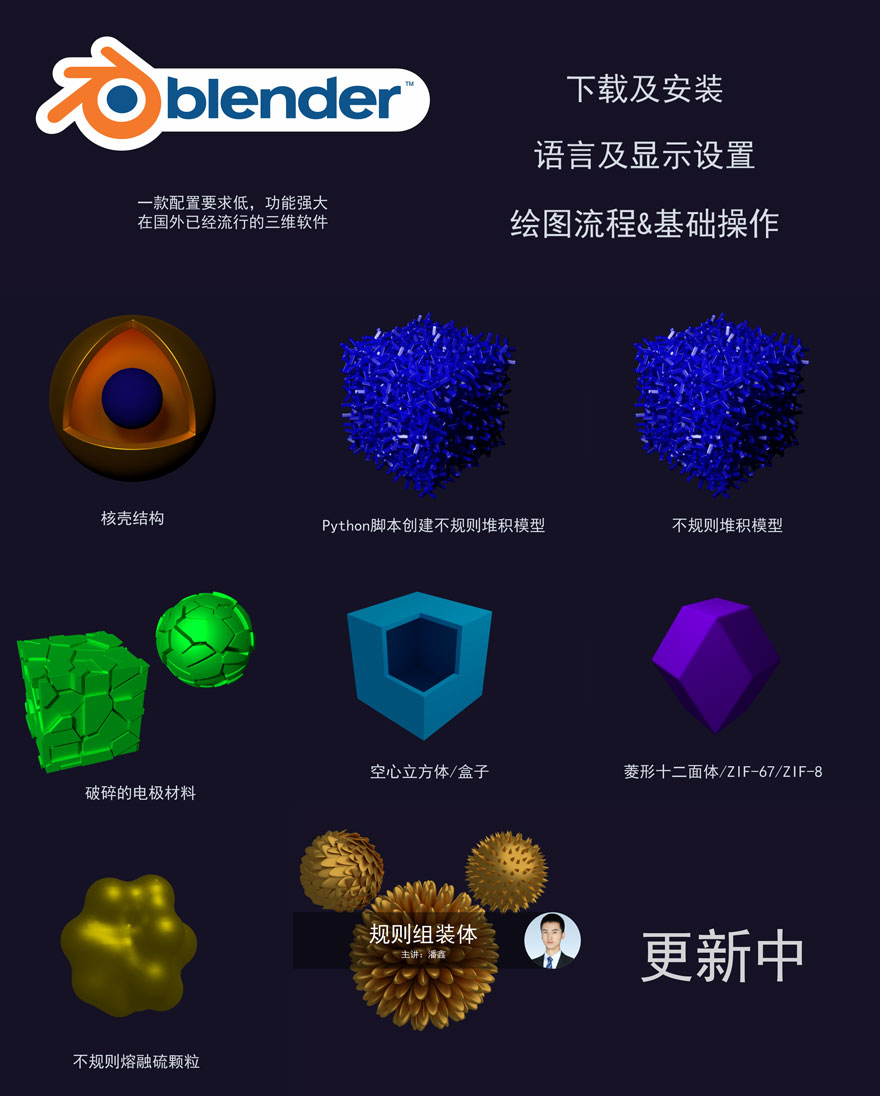 blender™
下载及安装
语言及显示设置
绘图流程&基础操作
一款配置要求低，功能强大
在国外已经流行的三维软件
核壳结构
Python脚本创建不规则堆积模型
不规则堆积模型
破碎的电极材料
空心立方体/盒子
菱形十二面体/ZIF-67/ZIF-8
不规则熔融硫颗粒
规则组装体
主讲：潘鑫
更新中